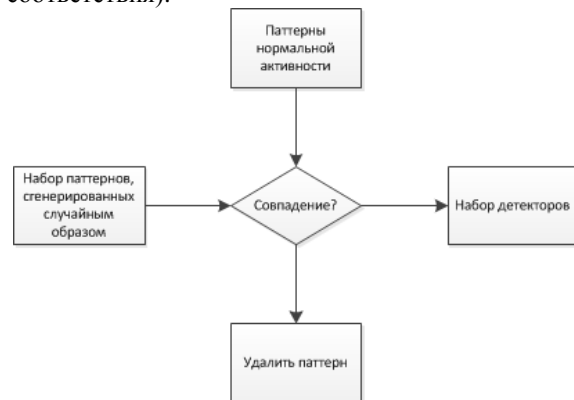 соответствия).
Паттерны
нормальной
активности
Набор паттернов,
сгенерированных
случайным
образом
Совпадение?
Набор детекторов
Удалить паттерн